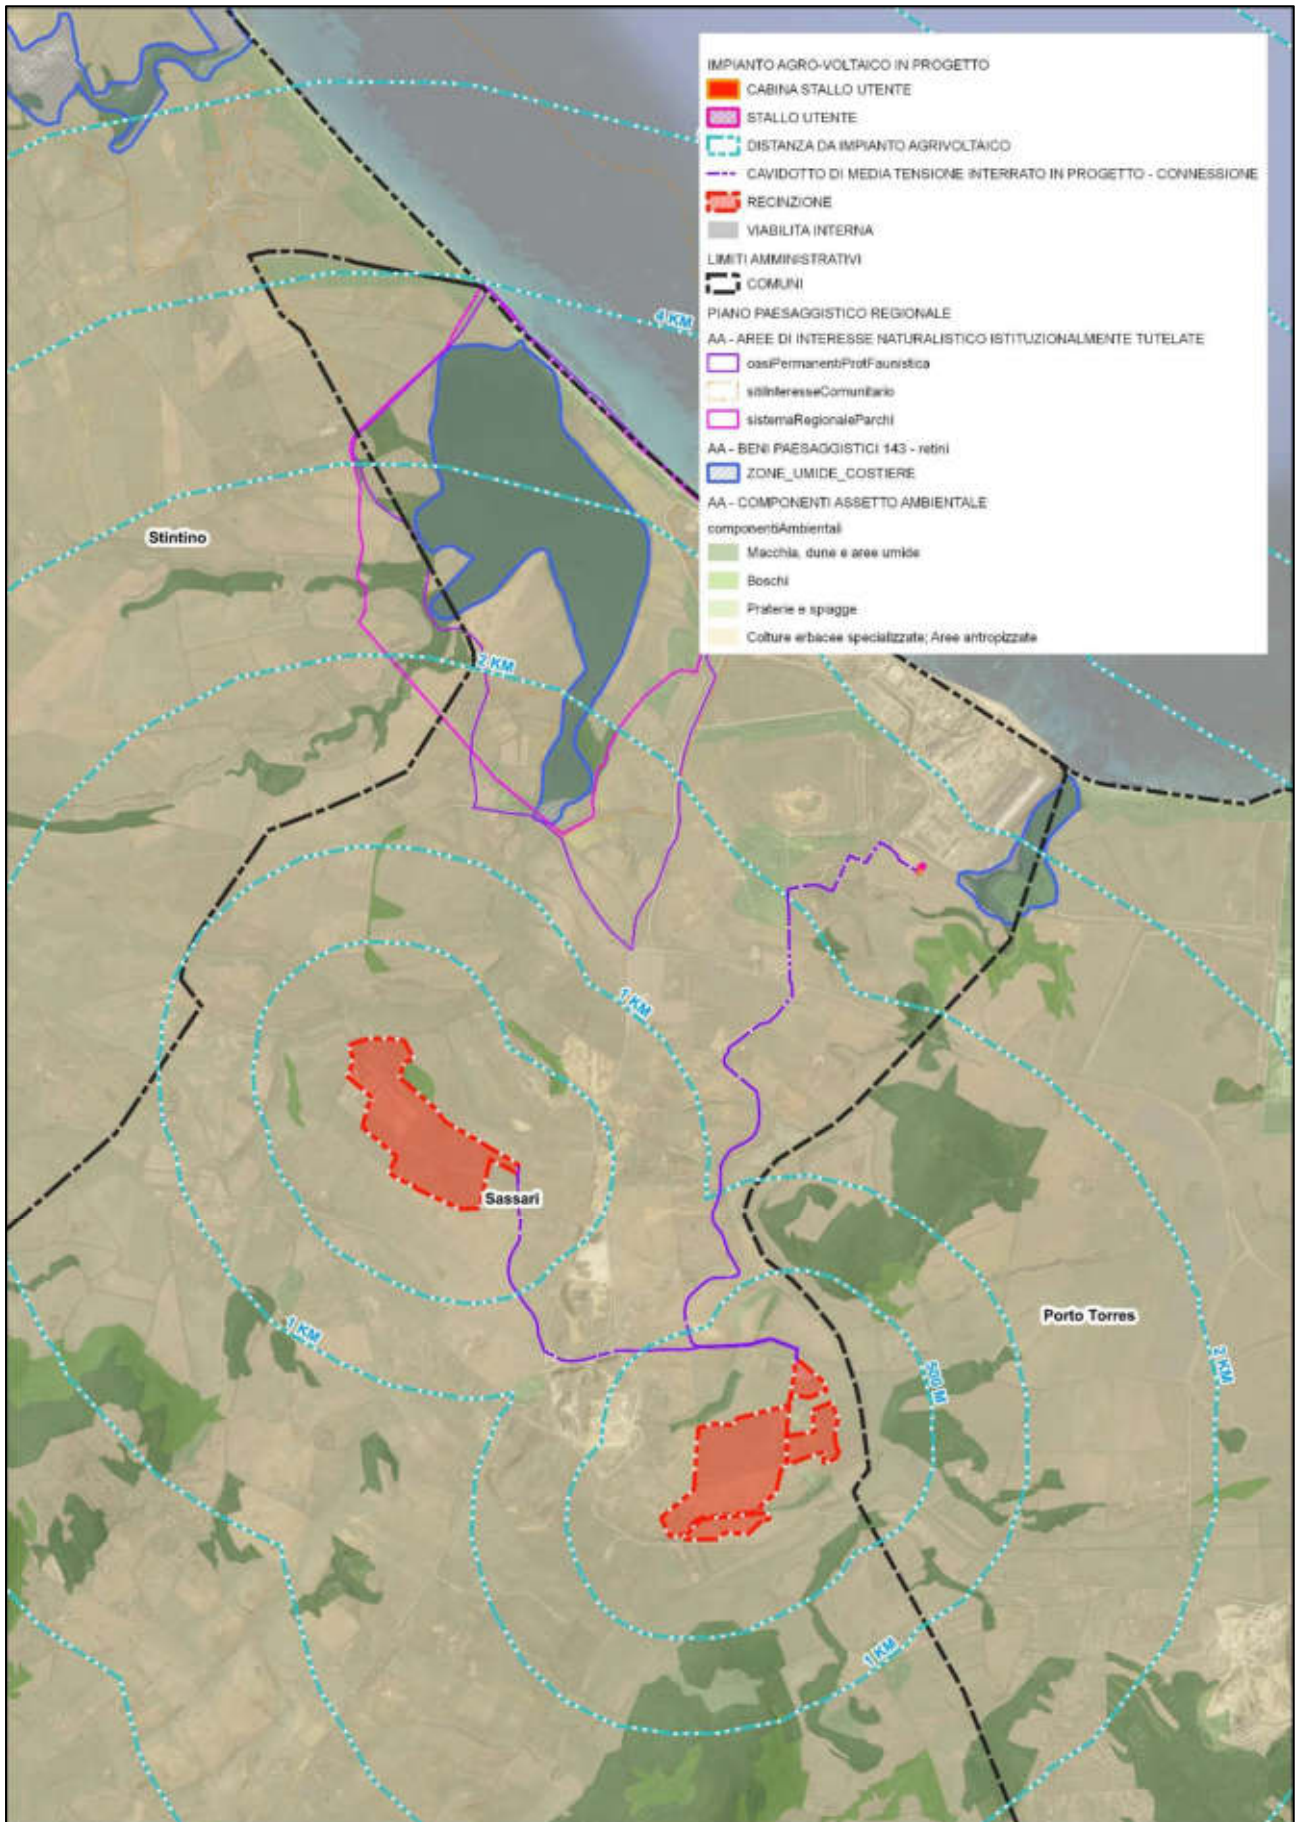 IMPIANTO AGRO-VOLTAICO IN PROGETTO
CABINA STALLO UTENTE
STALLO UTENTE
DISTANZA DA IMPIANTO AGRIVOLTAICO
CAVIDOTTO DI MEDIA TENSIONE INTERRATO IN PROGETTO - CONNESSIONE
RECINZIONE
VIABILITA INTERNA
LIMITI AMMINISTRATIVI
COMUNI
PIANO PAESAGGISTICO REGIONALE
AA - AREE DI INTERESSE NATURALISTICO ISTITUZIONALMENTE TUTELATE
oasiPermanentiProtFaunistica
sitiInteresseComunitario
sistemaRegionaleParchi
AA - BENI PAESAGGISTICI 143 - retini
ZONE_UMIDE_COSTIERE
AA - COMPONENTI ASSETTO AMBIENTALE
componentiAmbientali
Macchia, dune e aree umide
Boschi
Praterie e spiagge
Colture erbacee specializzate; Aree antropizzate
4 KM
Stintino
2 KM
1 KM
Sassari
Porto Torres
1 KM
2 KM
500 M
1 KM